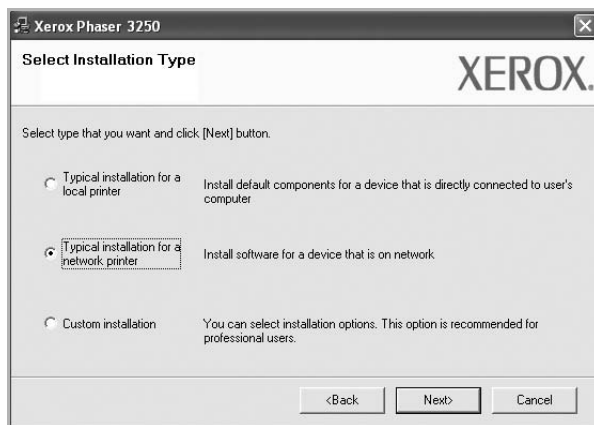 Xerox Phaser 3250
Select Installation Type
XEROX.
Select type that you want and click [Next] button.
Typical installation for a
local printer
Install default components for a device that is directly connected to user's
computer
Typical installation for a
network printer
Install software for a device that is on network
Custom installation
You can select installation options. This option is recommended for
professional users.
<Back
Next>
Cancel